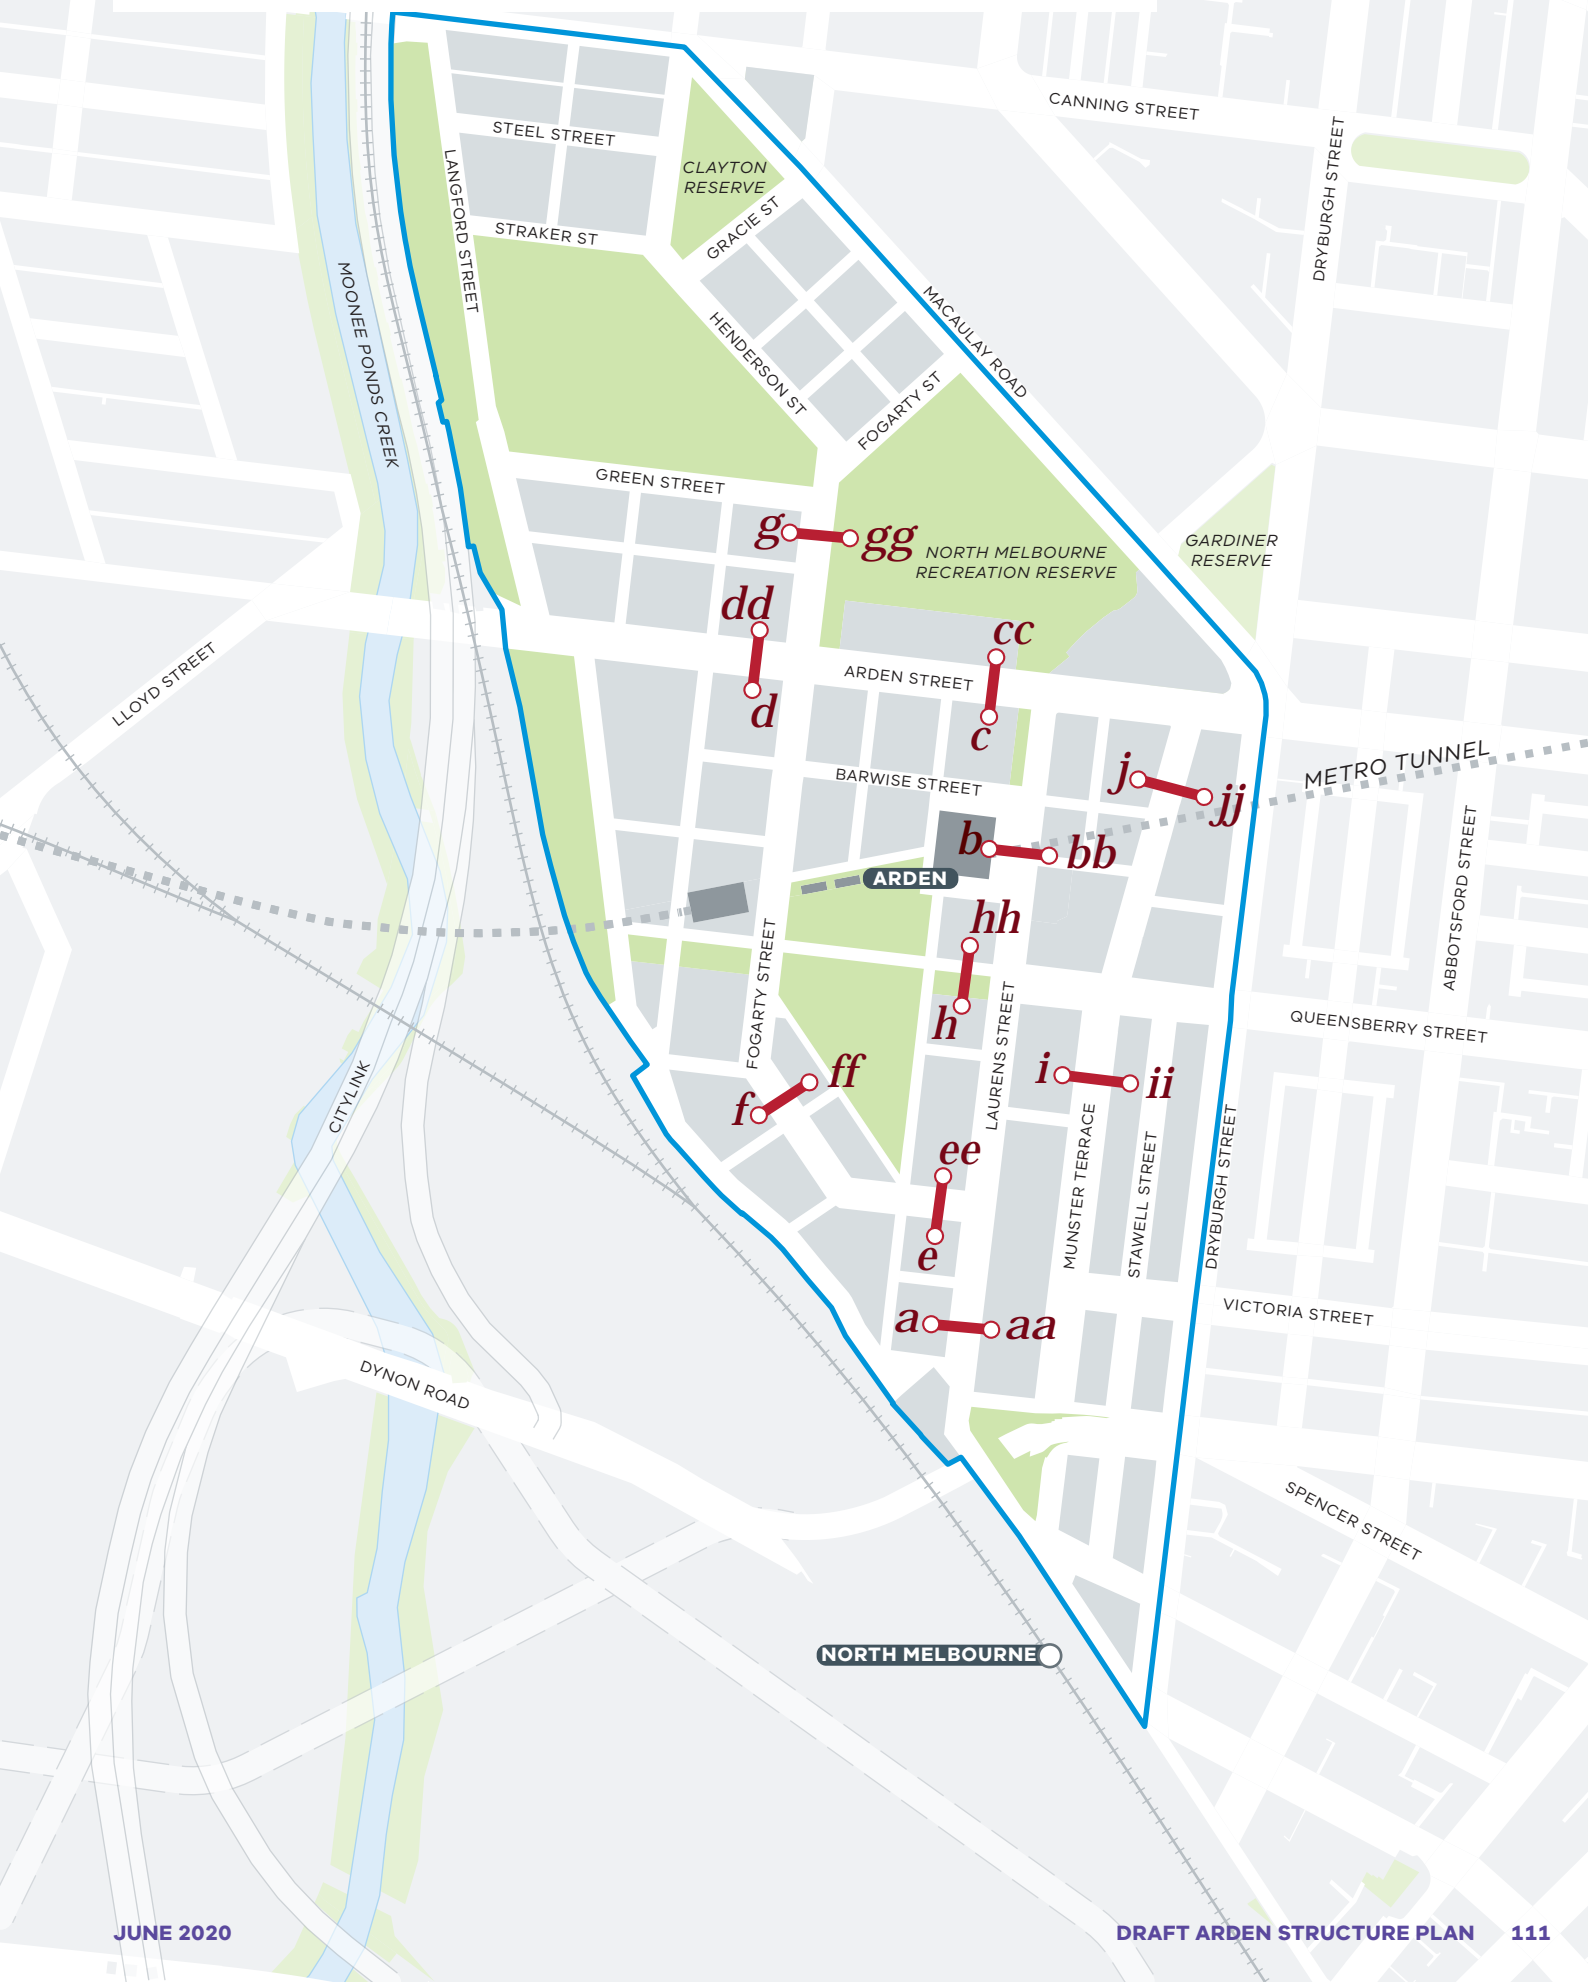 CANNING STREET
STEEL STREET
DRYBURGH STREET
LANGFORD STREET
CLAYTON
RESERVE
GRACIE ST
STRAKER ST
MOONEE PONDS CREEK
MACAULAY ROAD
HENDERSON ST
FOGARTY ST
GREEN STREET
g
gg
NORTH MELBOURNE
RECREATION RESERVE
GARDINER
RESERVE
dd
cc
LLOYD STREET
ARDEN STREET
d
c
METRO TUNNEL
j
jj
BARWISE STREET
b
bb
ABBOTSFORD STREET
ARDEN
hh
FOGARTY STREET
h
LAURENS STREET
QUEENSBERRY STREET
CITYLINK
ff
f
i
ii
MUNSTER TERRACE
STAWELL STREET
DRYBURGH STREET
ee
e
VICTORIA STREET
a
aa
DYNON ROAD
SPENCER STREET
NORTH MELBOURNE
JUNE 2020
DRAFT ARDEN STRUCTURE PLAN 111